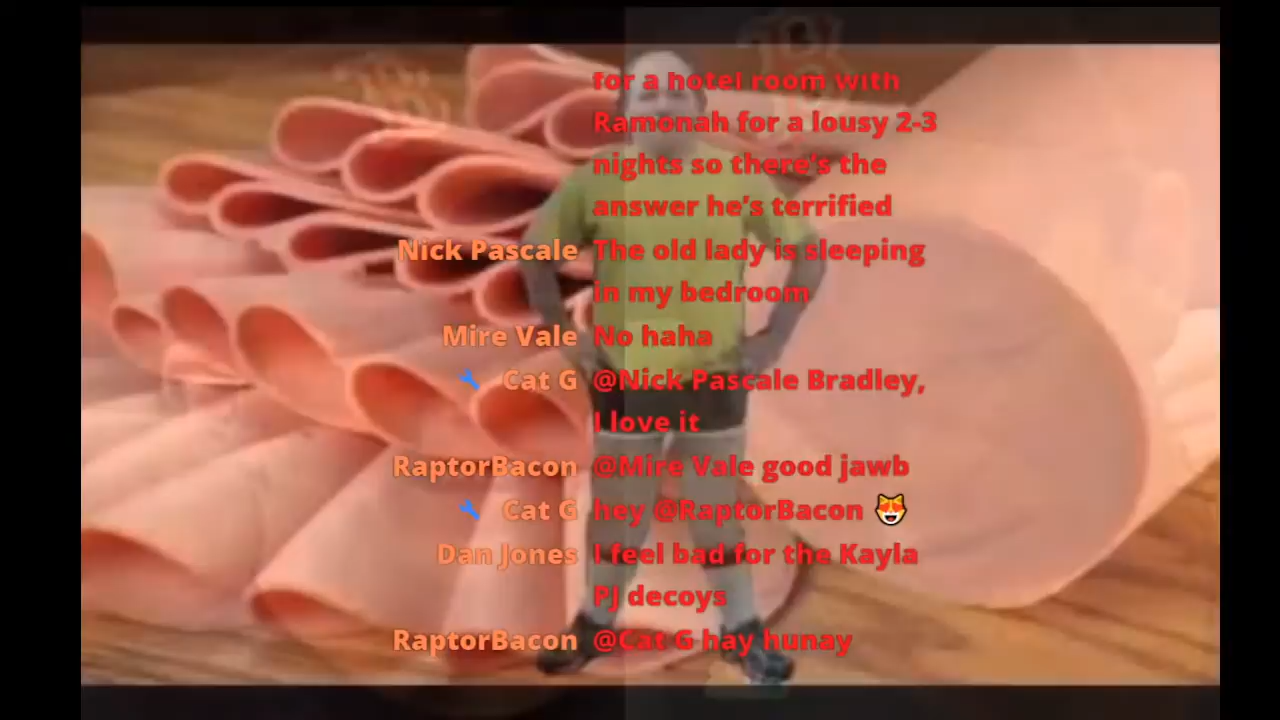 for a hotel room with
Ramonah for a lousy 2-3
nights so there's the
answer he's terrified
Nick Pascale The old lady is sleeping
in my bedroom
Mire Vale No haha
Cat G @Nick Pascale Bradley,
I love it
RaptorBacon @Mire Vale good jawb
Cat G hey @RaptorBacon 😻
Dan Jones I feel bad for the Kayla
PJ decoys
RaptorBacon @Cat G hay hunay